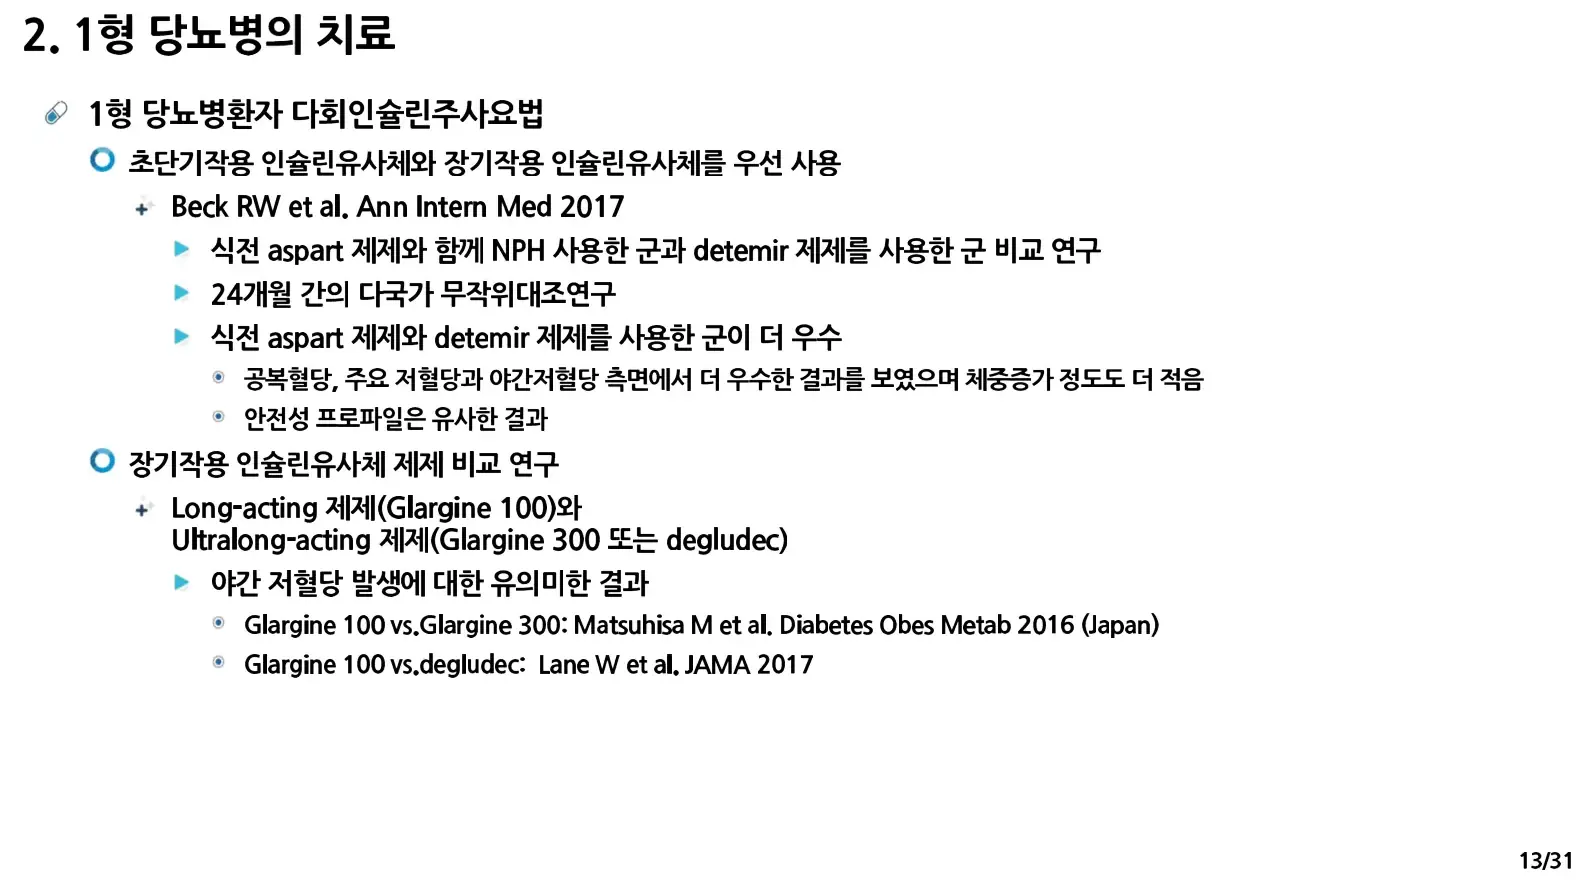 2. 1형 당뇨병의 치료
1형 당뇨병환자 다회인슐린주사요법
초단기작용 인슐린유사체와 장기작용 인슐린유사체를 우선 사용
Beck RW et al. Ann Intern Med 2017
식전 aspart 제제와 함께 NPH 사용한 군과 detemir 제제를 사용한 군 비교 연구
24개월 간의 다국가 무작위대조연구
식전 aspart 제제와 detemir 제제를 사용한 군이 더 우수
공복혈당, 주요 저혈당과 야간저혈당 측면에서 더 우수한 결과를 보였으며 체중증가 정도도 더 적음
안전성 프로파일은 유사한 결과
장기작용 인슐린유사체 제제 비교 연구
Long-acting 제제(Glargine 100)와
Ultralong-acting 제제(Glargine 300 또는 degludec)
야간 저혈당 발생에 대한 유의미한 결과
Glargine 100 vs.Glargine 300: Matsuhisa M et al. Diabetes Obes Metab 2016 (Japan)
Glargine 100 vs.degludec: Lane W et al. JAMA 2017
13/31